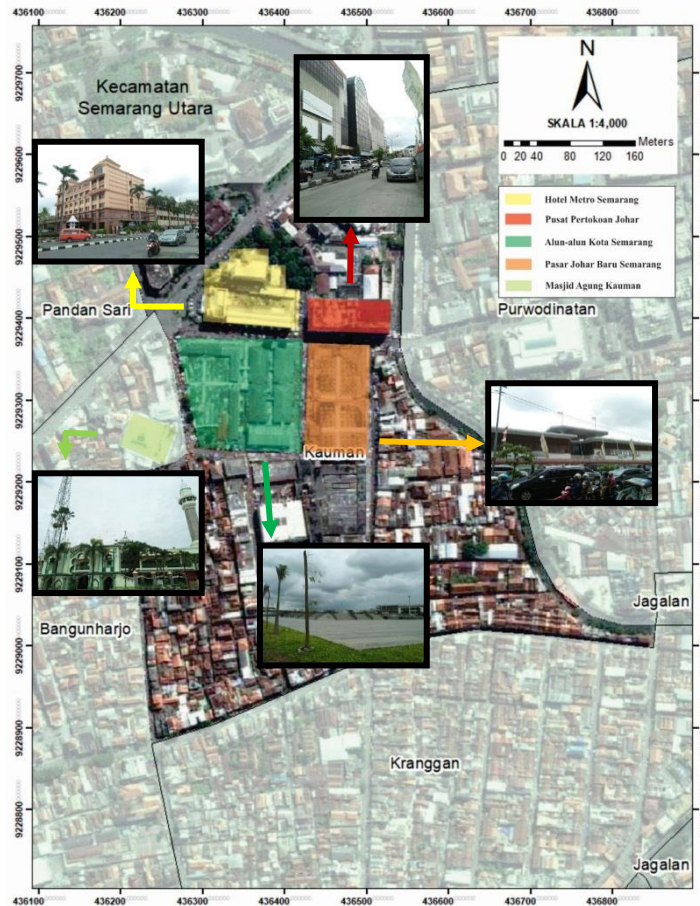 436100 436200 436300 436400 436500 436600 436700 436800
9229700
9229600
9229500
9229400
9229300
9229200
9229100
9229000
9228900
9228800
Kecamatan
Semarang Utara
N
SKALA 1:4,000
Meters
0 20 40 80 120 160
Hotel Metro Semarang
Pusat Pertokoan Johar
Alun-alun Kota Semarang
Pasar Johar Baru Semarang
Masjid Agung Kauman
Pandan Sari
Purwodinatan
Kauman
Jagalan
Bangunharjo
Kranggan
Jagalan
436100 436200 436300 436400 436500 436600 436700 436800